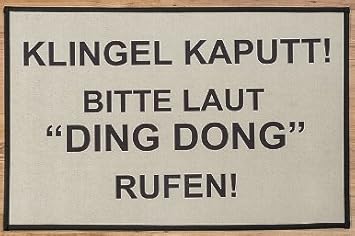 KLINGEL KAPUTT!
BITTE LAUT
“DING DONG”
RUFEN!